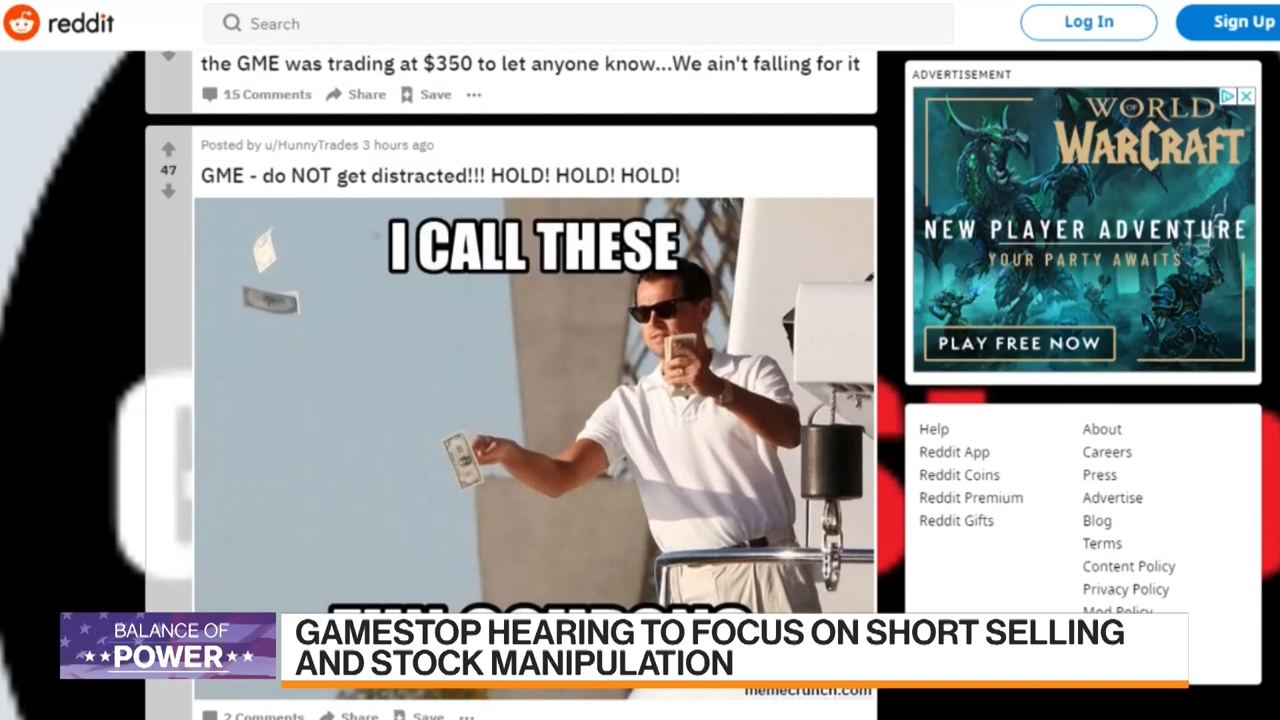 reddit
Search
Log In
Sign Up
the GME was trading at $350 to let anyone know...We ain't falling for it
15 Comments Share Save
Posted by u/HunnyTrades 3 hours ago
47
GME - do NOT get distracted!!! HOLD! HOLD! HOLD!
I CALL THESE
ADVERTISEMENT
WORLD
OF
WARCRAFT
NEW PLAYER ADVENTURE
YOUR PARTY AWAITS
PLAY FREE NOW
Help
Reddit App
Reddit Coins
Reddit Premium
Reddit Gifts
About
Careers
Press
Advertise
Blog
Terms
Content Policy
Privacy Policy
Mod Policy
BALANCE OF
POWER
GAMESTOP HEARING TO FOCUS ON SHORT SELLING
AND STOCK MANIPULATION
memecrunch.com
2 Comments Share Save